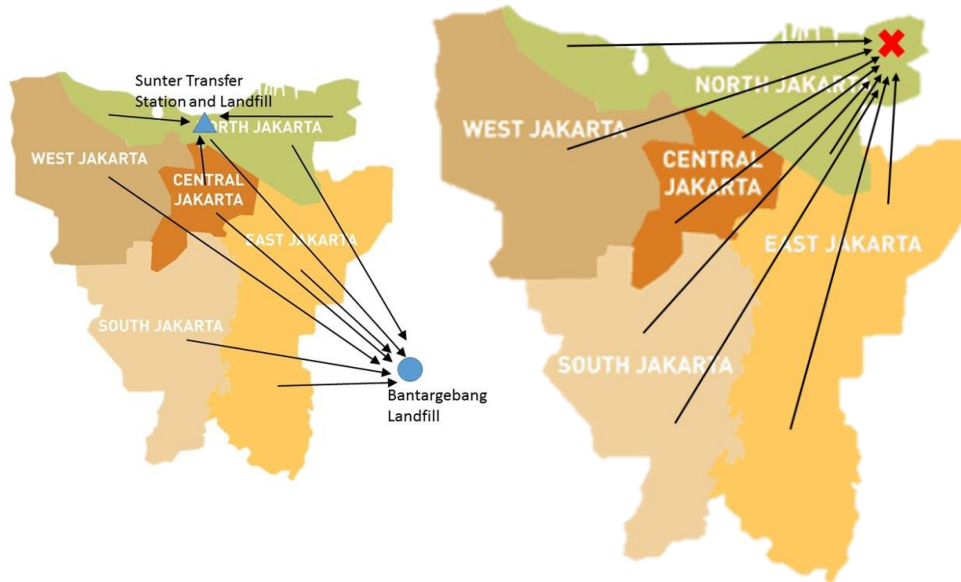 Sunter Transfer
Station and Landfill
NORTH JAKARTA
WEST JAKARTA
CENTRAL
JAKARTA
EAST JAKARTA
SOUTH JAKARTA
Bantargebang
Landfill
NORTH JAKARTA
WEST JAKARTA
CENTRAL
JAKARTA
EAST JAKARTA
SOUTH JAKARTA